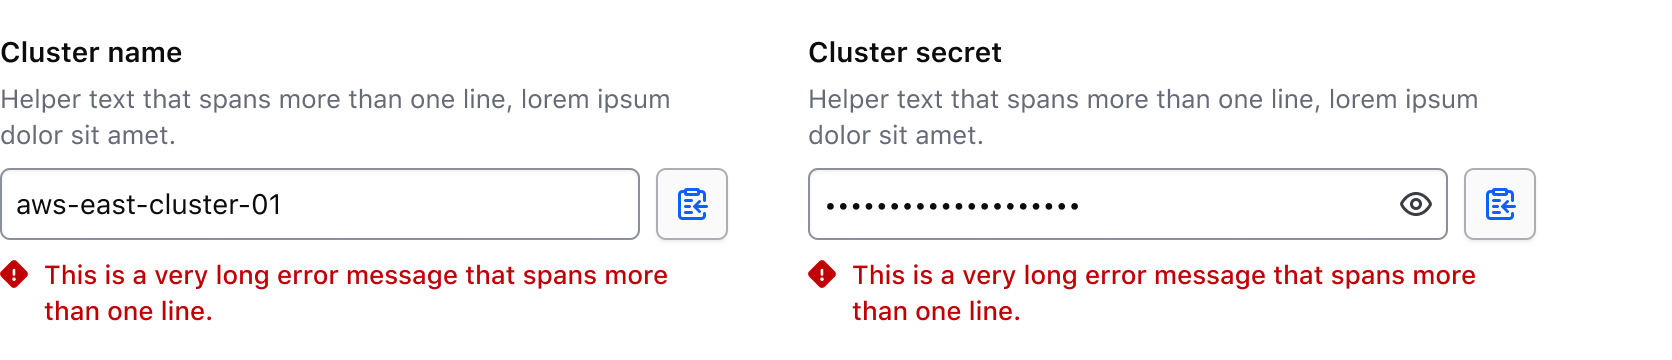 Cluster name
Helper text that spans more than one line, lorem ipsum
dolor sit amet.
aws-east-cluster-01
This is a very long error message that spans more
than one line.
Cluster secret
Helper text that spans more than one line, lorem ipsum
dolor sit amet.
••••••••••••••••••••
This is a very long error message that spans more
than one line.